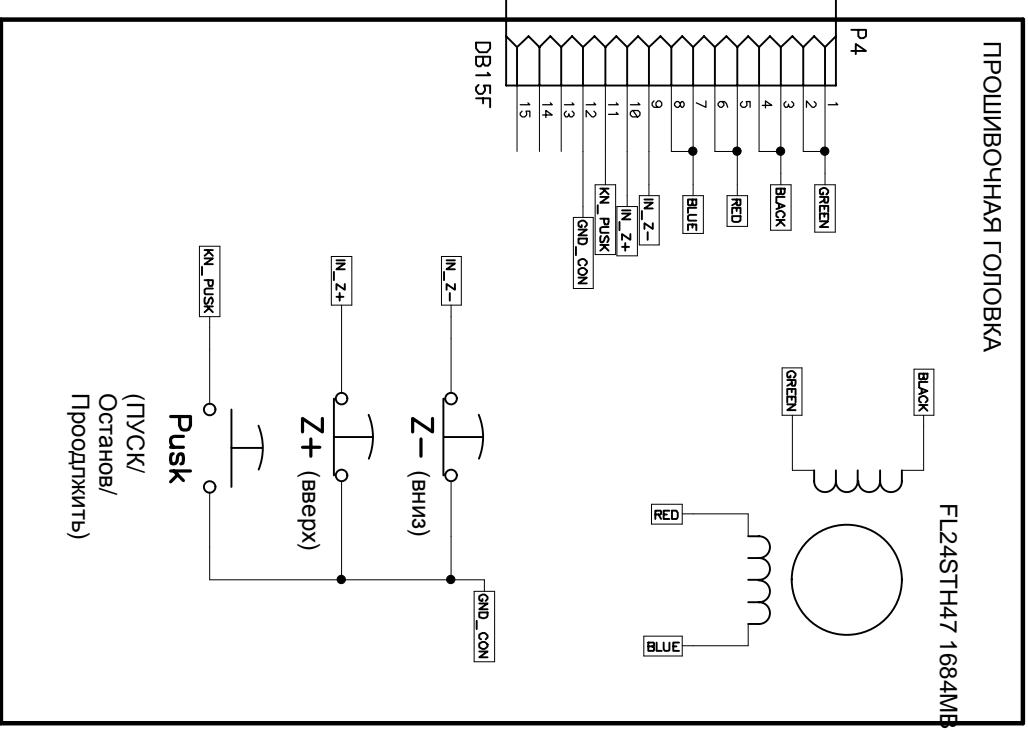 ПРОШИВОЧНАЯ ГОЛОВКА
P4
DB15F
1
2
3
4
5
6
7
8
9
10
11
12
13
14
15
GREEN
BLACK
RED
BLUE
IN_Z-
IN_Z+
KN_PUSK
GND_CON
FL24STH47 1684MB
BLACK
GREEN
RED
BLUE
IN_Z-
Z- (вниз)
IN_Z+
Z+ (вверх)
KN_PUSK
Pusk
(ПУСК/
Останов/
Проодлжить)
GND_CON